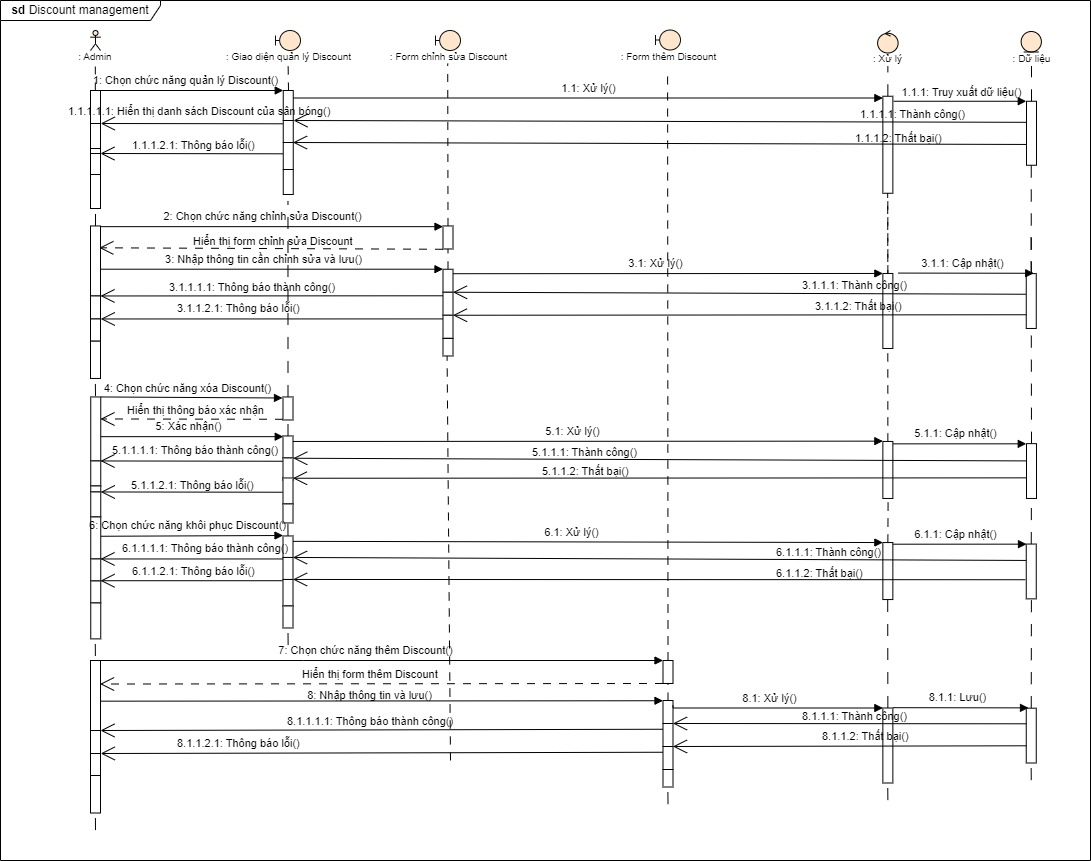 sd Discount management
: Admin
: Giao diện quản lý Discount
: Form chỉnh sửa Discount
: Form thêm Discount
: Xử lý
: Dữ liệu
1: Chọn chức năng quản lý Discount()
1.1: Xử lý()
1.1.1: Truy xuất dữ liệu()
1.1.1.1.1: Hiển thị danh sách Discount của sân bóng()
1.1.1.1: Thành công()
1.1.1.2: Thất bại()
1.1.1.2.1: Thông báo lỗi()
2: Chọn chức năng chỉnh sửa Discount()
Hiển thị form chỉnh sửa Discount
3: Nhập thông tin cần chỉnh sửa và lưu()
3.1: Xử lý()
3.1.1: Cập nhật()
3.1.1.1.1: Thông báo thành công()
3.1.1.1: Thành công()
3.1.1.2.1: Thông báo lỗi()
3.1.1.2: Thất bại()
4: Chọn chức năng xóa Discount()
Hiển thị thông báo xác nhận
5: Xác nhận()
5.1: Xử lý()
5.1.1: Cập nhật()
5.1.1.1.1: Thông báo thành công()
5.1.1.1: Thành công()
5.1.1.2: Thất bại()
5.1.1.2.1: Thông báo lỗi()
6: Chọn chức năng khôi phục Discount()
6.1: Xử lý()
6.1.1: Cập nhật()
6.1.1.1.1: Thông báo thành công()
6.1.1.1: Thành công()
6.1.1.2.1: Thông báo lỗi()
6.1.1.2: Thất bại()
7: Chọn chức năng thêm Discount()
Hiển thị form thêm Discount
8: Nhập thông tin và lưu()
8.1: Xử lý()
8.1.1: Lưu()
8.1.1.1.1: Thông báo thành công()
8.1.1.1: Thành công()
8.1.1.2.1: Thông báo lỗi()
8.1.1.2: Thất bại()